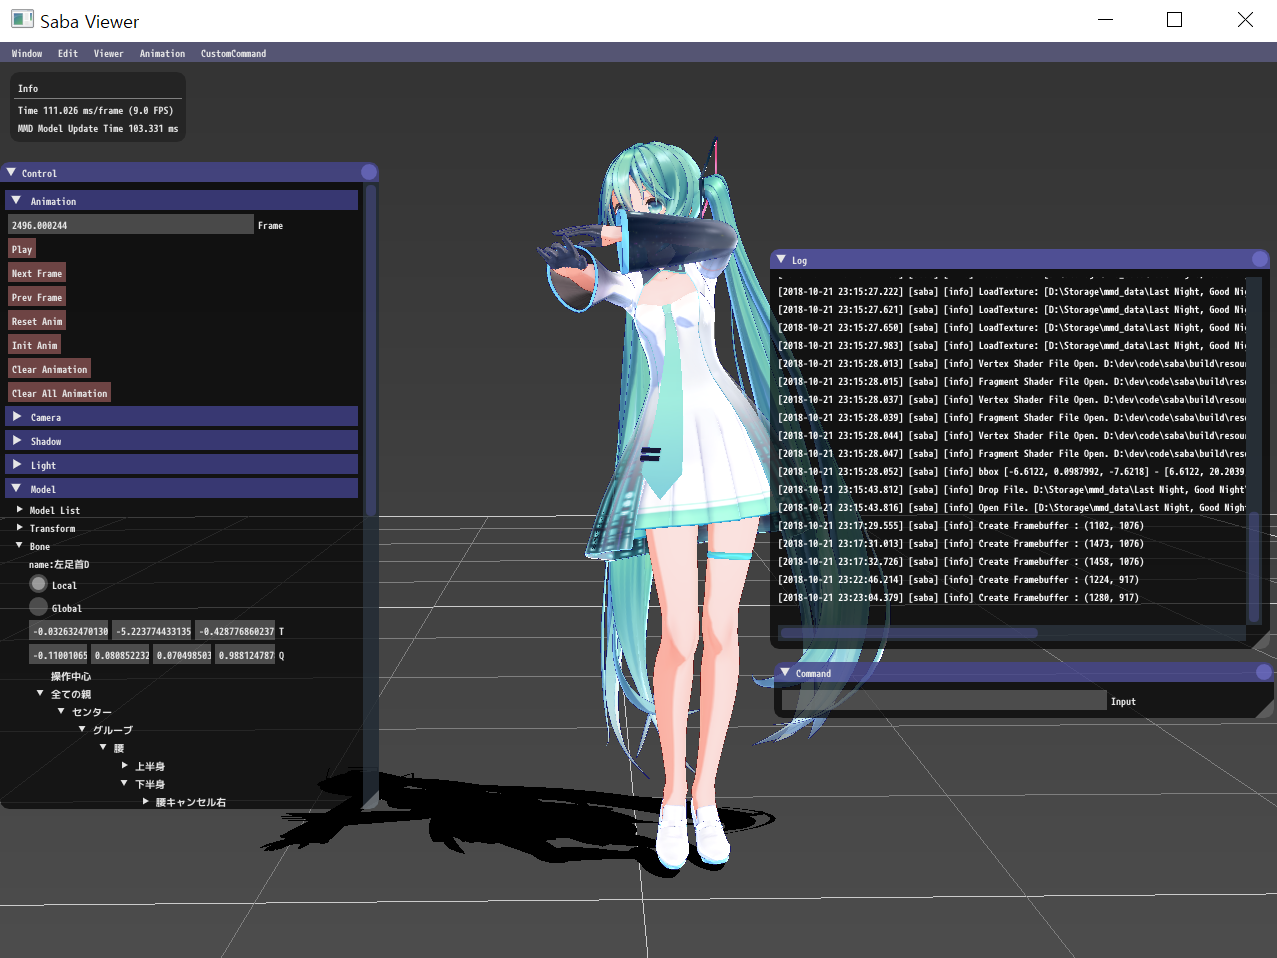 Saba Viewer
Window Edit Viewer Animation CustomCommand
Info
Time 111.026 ms/frame (9.0 FPS)
MMD Model Update Time 103.331 ms
Control
Animation
2496.000244 Frame
Play
Next Frame
Prev Frame
Reset Anim
Init Anim
Clear Animation
Clear All Animation
Camera
Shadow
Light
Model
Model List
Transform
Bone
name:左足首D
Local
Global
-0.032632470130 -5.223774433135 -0.428776860237 T
-0.11001065 0.080852232 0.070498503 0.988124787 Q
操作中心
全ての親
センター
グルーブ
腰
上半身
下半身
腰キャンセル右
Log
[2018-10-21 23:15:27.222] [saba] [info] LoadTexture: [D:\Storage\mmd_data\Last Night, Good Nig
[2018-10-21 23:15:27.621] [saba] [info] LoadTexture: [D:\Storage\mmd_data\Last Night, Good Nig
[2018-10-21 23:15:27.650] [saba] [info] LoadTexture: [D:\Storage\mmd_data\Last Night, Good Nig
[2018-10-21 23:15:27.983] [saba] [info] LoadTexture: [D:\Storage\mmd_data\Last Night, Good Nig
[2018-10-21 23:15:28.013] [saba] [info] Vertex Shader File Open. D:\dev\code\saba\build\resou
[2018-10-21 23:15:28.015] [saba] [info] Fragment Shader File Open. D:\dev\code\saba\build\reso
[2018-10-21 23:15:28.037] [saba] [info] Vertex Shader File Open. D:\dev\code\saba\build\resou
[2018-10-21 23:15:28.039] [saba] [info] Fragment Shader File Open. D:\dev\code\saba\build\reso
[2018-10-21 23:15:28.044] [saba] [info] Vertex Shader File Open. D:\dev\code\saba\build\resou
[2018-10-21 23:15:28.047] [saba] [info] Fragment Shader File Open. D:\dev\code\saba\build\reso
[2018-10-21 23:15:28.052] [saba] [info] bbox [-6.6122, 0.0987992, -7.6218] - [6.6122, 20.2039
[2018-10-21 23:15:43.812] [saba] [info] Drop File. D:\Storage\mmd_data\Last Night, Good Night
[2018-10-21 23:15:43.816] [saba] [info] Open File. [D:\Storage\mmd_data\Last Night, Good Nigh
[2018-10-21 23:17:29.555] [saba] [info] Create Framebuffer : (1102, 1076)
[2018-10-21 23:17:31.013] [saba] [info] Create Framebuffer : (1473, 1076)
[2018-10-21 23:17:32.726] [saba] [info] Create Framebuffer : (1458, 1076)
[2018-10-21 23:22:46.214] [saba] [info] Create Framebuffer : (1224, 917)
[2018-10-21 23:23:04.379] [saba] [info] Create Framebuffer : (1280, 917)
Command
Input